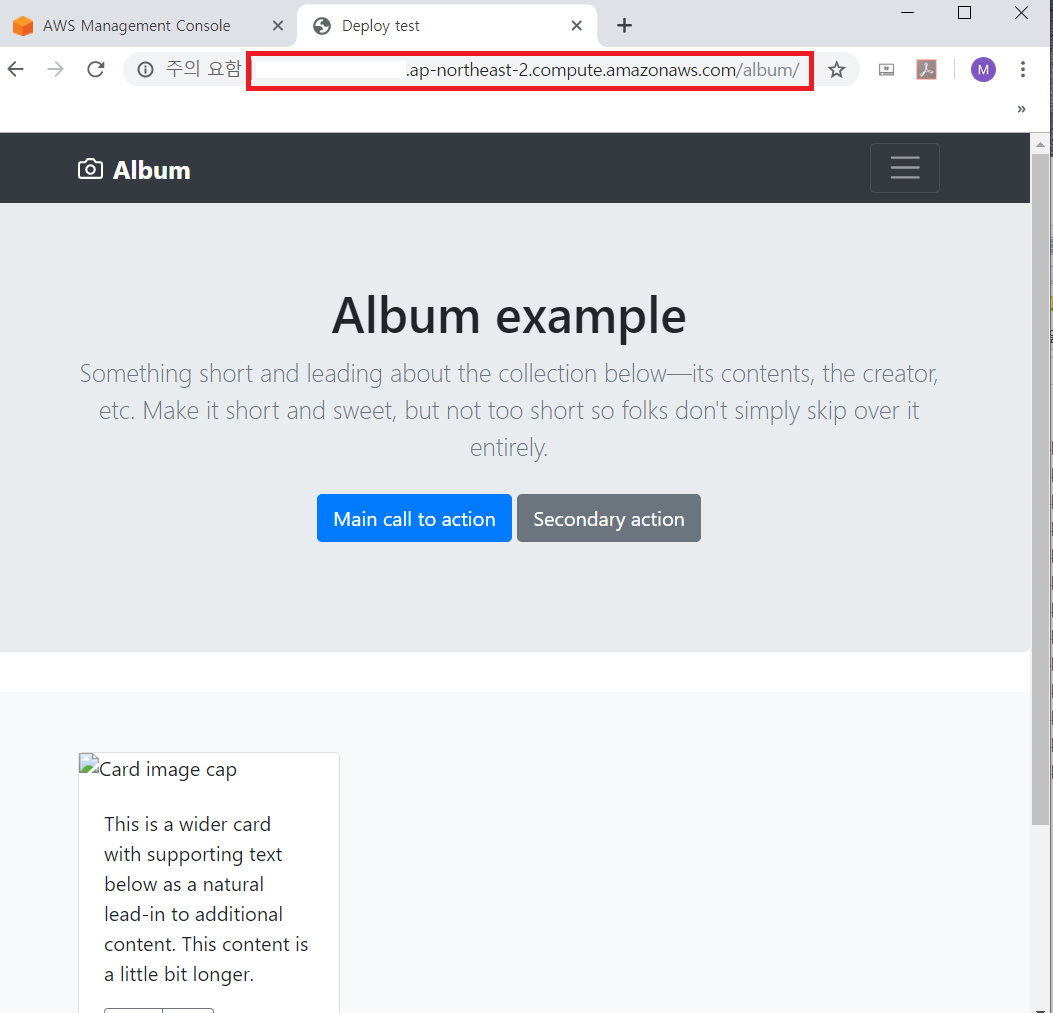 AWS Management Console
Deploy test
주의 요함
.ap-northeast-2.compute.amazonaws.com/album/
M
»
Album
Album example
Something short and leading about the collection below—its contents, the creator,
etc. Make it short and sweet, but not too short so folks don't simply skip over it
entirely.
Main call to action
Secondary action
Card image cap
This is a wider card
with supporting text
below as a natural
lead-in to additional
content. This content is
a little bit longer.